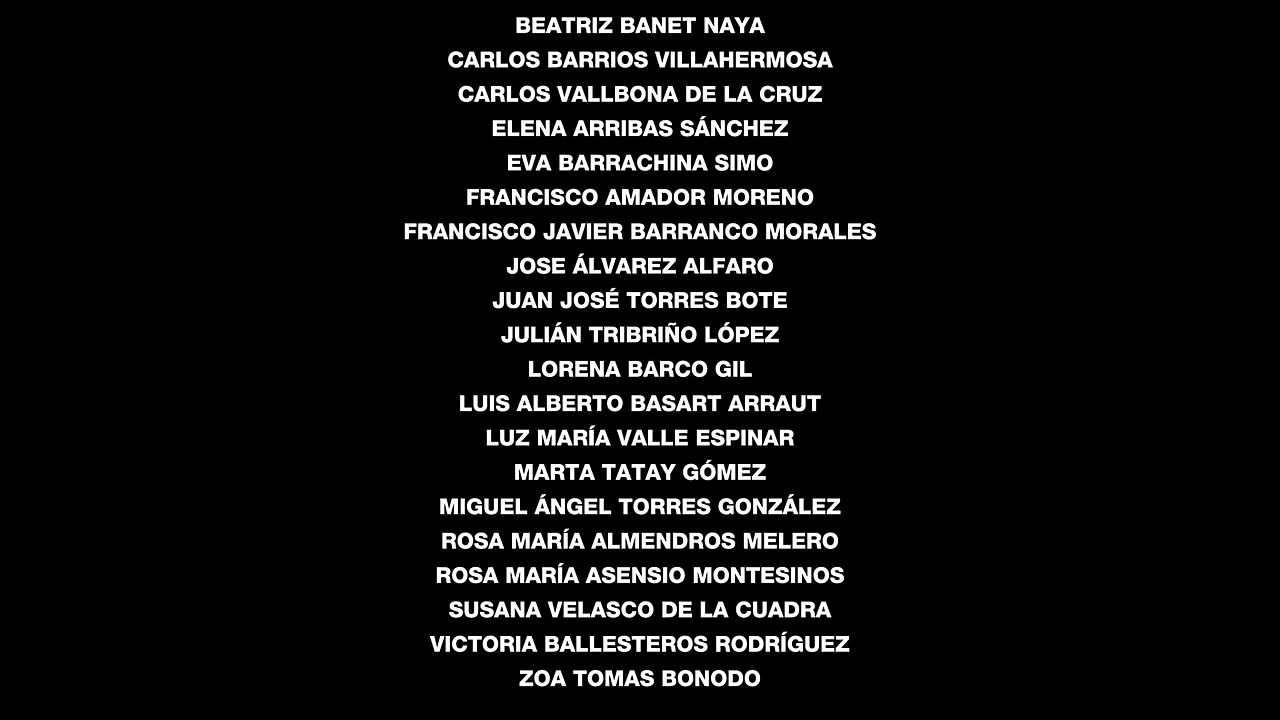 BEATRIZ BANET NAYA
CARLOS BARRIOS VILLAHERMOSA
CARLOS VALLBONA DE LA CRUZ
ELENA ARRIBAS SÁNCHEZ
EVA BARRACHINA SIMO
FRANCISCO AMADOR MORENO
FRANCISCO JAVIER BARRANCO MORALES
JOSE ÁLVAREZ ALFARO
JUAN JOSÉ TORRES BOTE
JULIÁN TRIBRIÑO LÓPEZ
LORENA BARCO GIL
LUIS ALBERTO BASART ARRAUT
LUZ MARÍA VALLE ESPINAR
MARTA TATAY GÓMEZ
MIGUEL ÁNGEL TORRES GONZÁLEZ
ROSA MARÍA ALMENDROS MELERO
ROSA MARÍA ASENSIO MONTESINOS
SUSANA VELASCO DE LA CUADRA
VICTORIA BALLESTEROS RODRÍGUEZ
ZOA TOMAS BONODO